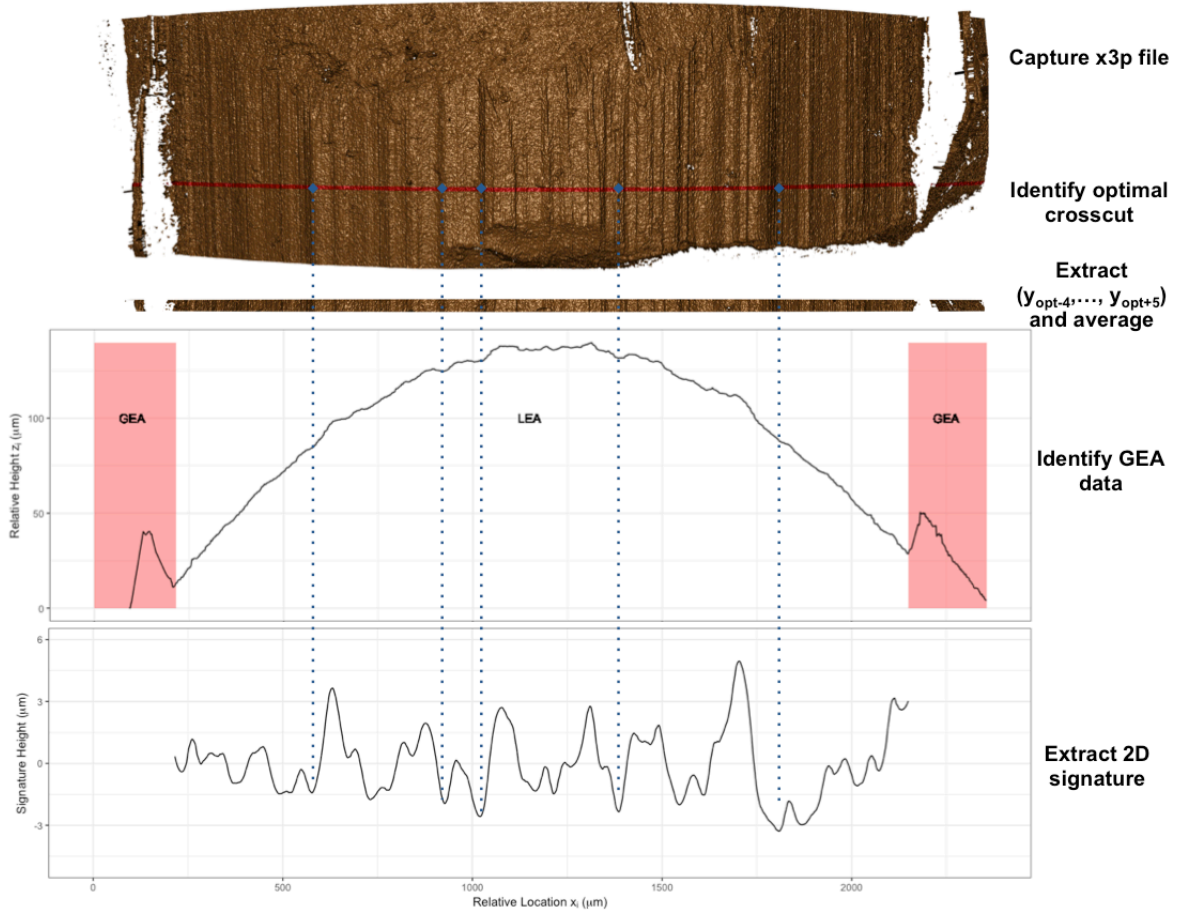 Capture x3p file
Identify optimal
crosscut
Extract
(yopt-4,…, yopt+5)
and average
Relative Height zi (μm)
100
50
0
GEA
LEA
GEA
Identify GEA
data
Signature Height (μm)
6
3
0
-3
Extract 2D
signature
0
500
1000
1500
2000
Relative Location xi (μm)